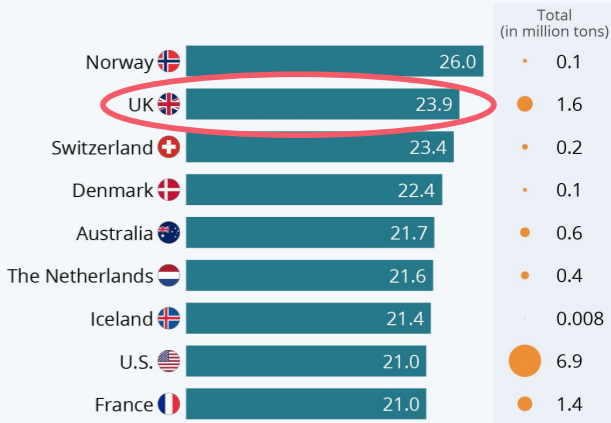 Total
(in million tons)
Norway 26.0 0.1
UK 23.9 1.6
Switzerland 23.4 0.2
Denmark 22.4 0.1
Australia 21.7 0.6
The Netherlands 21.6 0.4
Iceland 21.4 0.008
U.S. 21.0 6.9
France 21.0 1.4